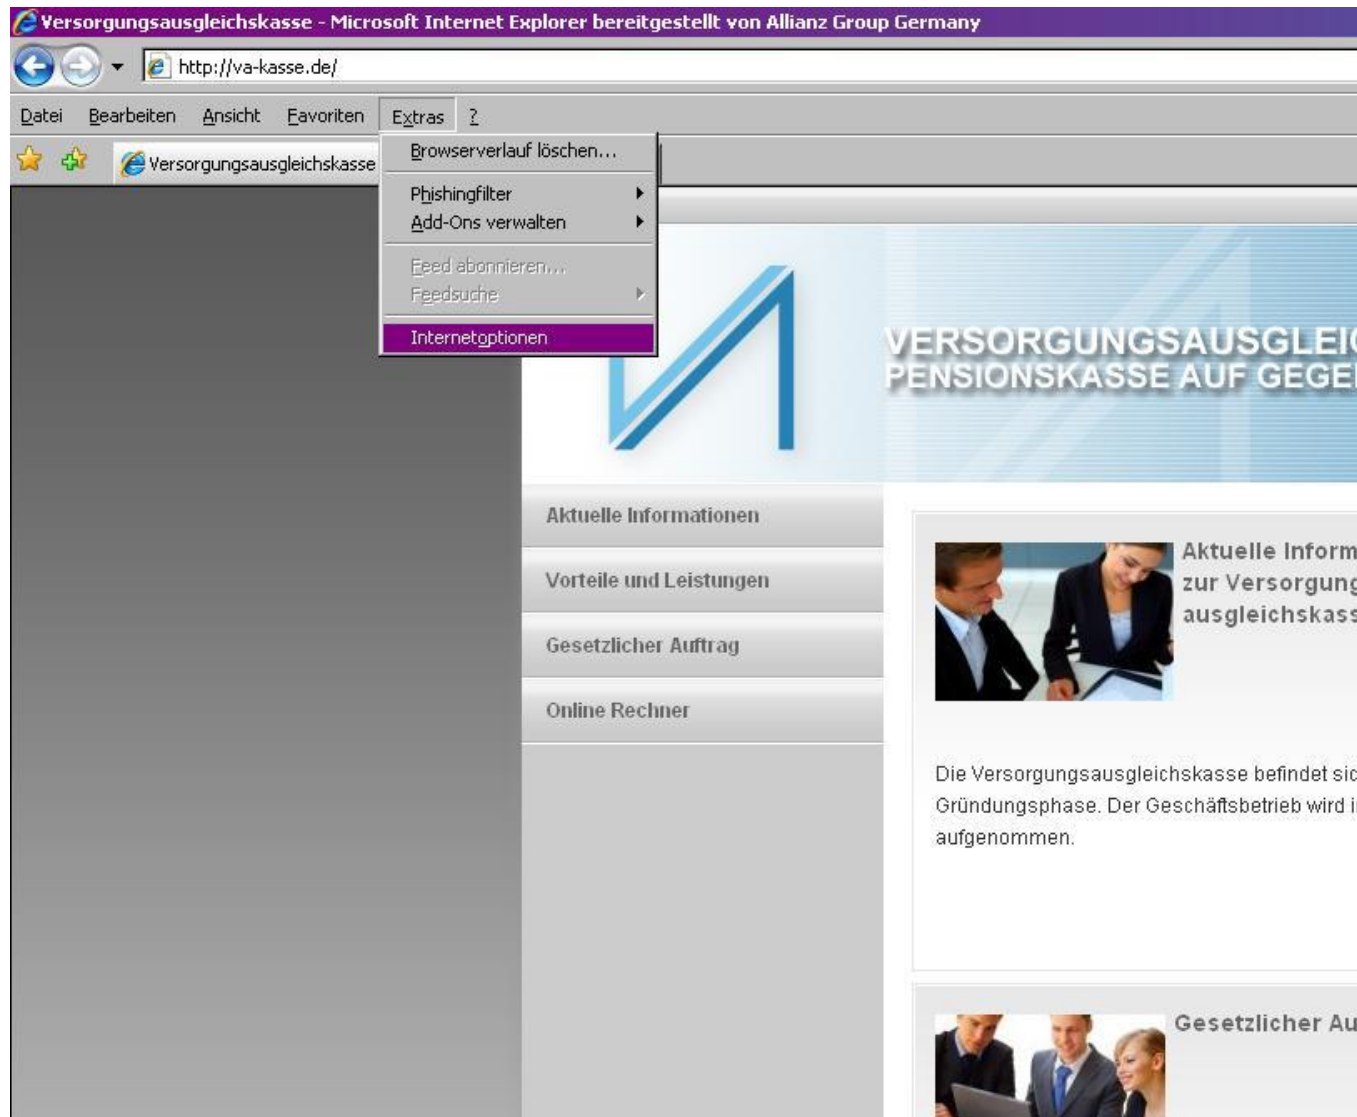 Versorgungsausgleichskasse - Microsoft Internet Explorer bereitgestellt von Allianz Group Germany
http://va-kasse.de/
Datei Bearbeiten Ansicht Favoriten Extras ?
Versorgungsausgleichskasse
Browserverlauf löschen...
Phishingfilter
Add-Ons verwalten
Feed abonnieren...
Feedsuche
Internetoptionen
VERSORGUNGSAUSGLEI
PENSIONSKASSE AUF GEGE
Aktuelle Informationen
Vorteile und Leistungen
Gesetzlicher Auftrag
Online Rechner
Aktuelle Inform
zur Versorgung
ausgleichskass
Die Versorgungsausgleichskasse befindet sic
Gründungsphase. Der Geschäftsbetrieb wird i
aufgenommen.
Gesetzlicher Au